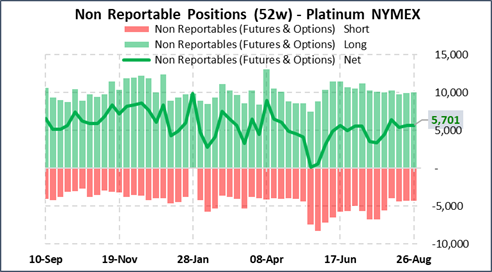 Non Reportable Positions (52w) - Platinum NYMEX
Non Reportables (Futures & Options) Short
Non Reportables (Futures & Options) Long
Non Reportables (Futures & Options) Net
15,000
10,000
5,701
5,000
-
-5,000
-10,000
10-Sep 19-Nov 28-Jan 08-Apr 17-Jun 26-Aug